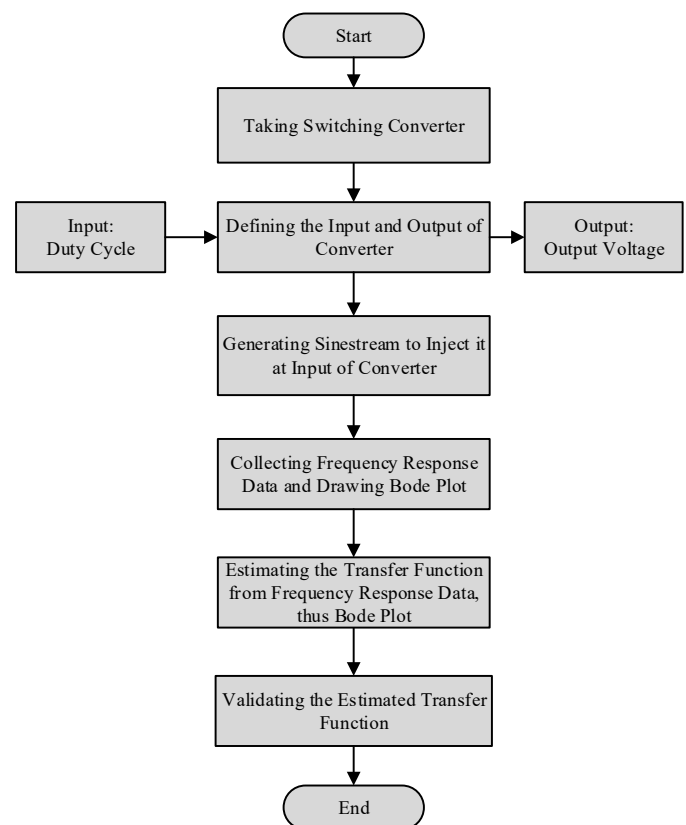 Start
Taking Switching Converter
Input:
Duty Cycle
Defining the Input and Output of
Converter
Output:
Output Voltage
Generating Sinestream to Inject it
at Input of Converter
Collecting Frequency Response
Data and Drawing Bode Plot
Estimating the Transfer Function
from Frequency Response Data,
thus Bode Plot
Validating the Estimated Transfer
Function
End